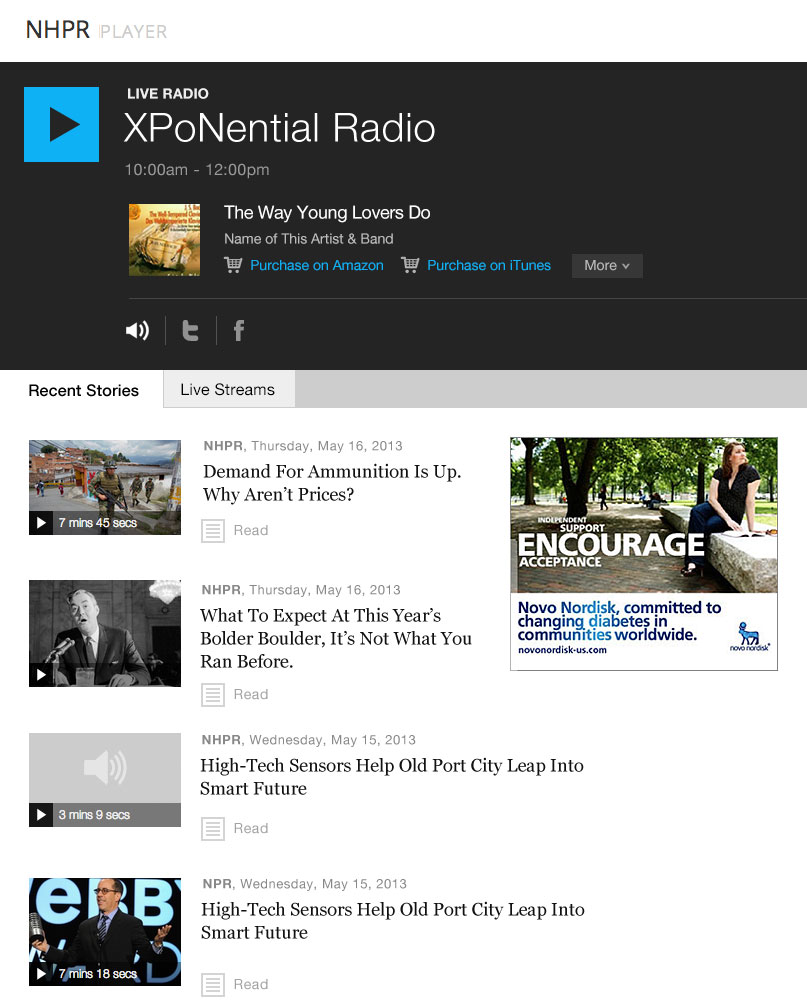 NHPR PLAYER
LIVE RADIO
XPoNential Radio
10:00am - 12:00pm
The Way Young Lovers Do
Name of This Artist & Band
Purchase on Amazon Purchase on iTunes More
Recent Stories Live Streams
NHPR, Thursday, May 16, 2013
Demand For Ammunition Is Up.
Why Aren’t Prices?
7 mins 45 secs
Read
NHPR, Thursday, May 16, 2013
What To Expect At This Year’s
Bolder Boulder, It’s Not What You
Ran Before.
Read
INDEPENDENT
SUPPORT
ENCOURAGE
ACCEPTANCE
Novo Nordisk, committed to
changing diabetes in
communities worldwide.
novonordisk-us.com
novo nordisk
NHPR, Wednesday, May 15, 2013
High-Tech Sensors Help Old Port City Leap Into
Smart Future
3 mins 9 secs
Read
NPR, Wednesday, May 15, 2013
High-Tech Sensors Help Old Port City Leap Into
Smart Future
7 mins 18 secs
Read